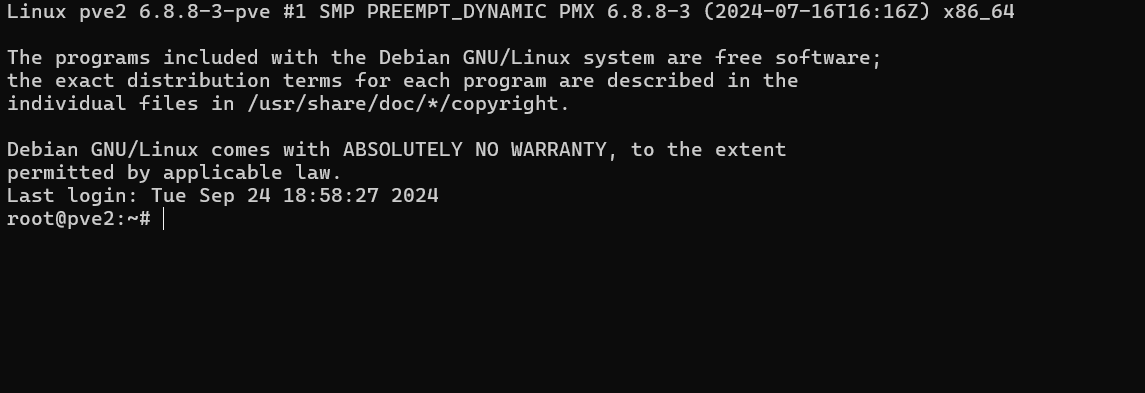 Linux pve2 6.8.8-3-pve #1 SMP PREEMPT_DYNAMIC PMX 6.8.8-3 (2024-07-16T16:16Z) x86_64
The programs included with the Debian GNU/Linux system are free software;
the exact distribution terms for each program are described in the
individual files in /usr/share/doc/*/copyright.
Debian GNU/Linux comes with ABSOLUTELY NO WARRANTY, to the extent
permitted by applicable law.
Last login: Tue Sep 24 18:58:27 2024
root@pve2:~#